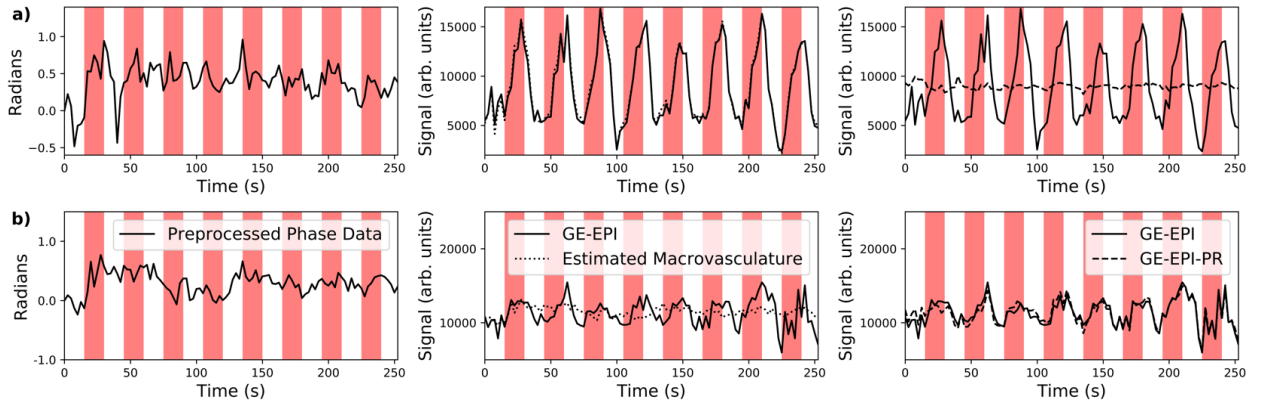 a)
Radians
1.0
0.5
0.0
−0.5
0 50 100 150 200 250
Time (s)
Signal (arb. units)
15000
10000
5000
0 50 100 150 200 250
Time (s)
Signal (arb. units)
15000
10000
5000
0 50 100 150 200 250
Time (s)
b)
Radians
1.0
0.0
-1.0
Preprocessed Phase Data
0 50 100 150 200 250
Time (s)
Signal (arb. units)
20000
10000
GE-EPI
Estimated Macrovasculature
0 50 100 150 200 250
Time (s)
Signal (arb. units)
20000
10000
GE-EPI
GE-EPI-PR
0 50 100 150 200 250
Time (s)